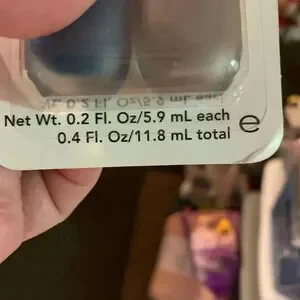 Net Wt. 0.2 Fl. Oz/5.9 mL each
0.4 Fl. Oz/11.8 mL total ℮